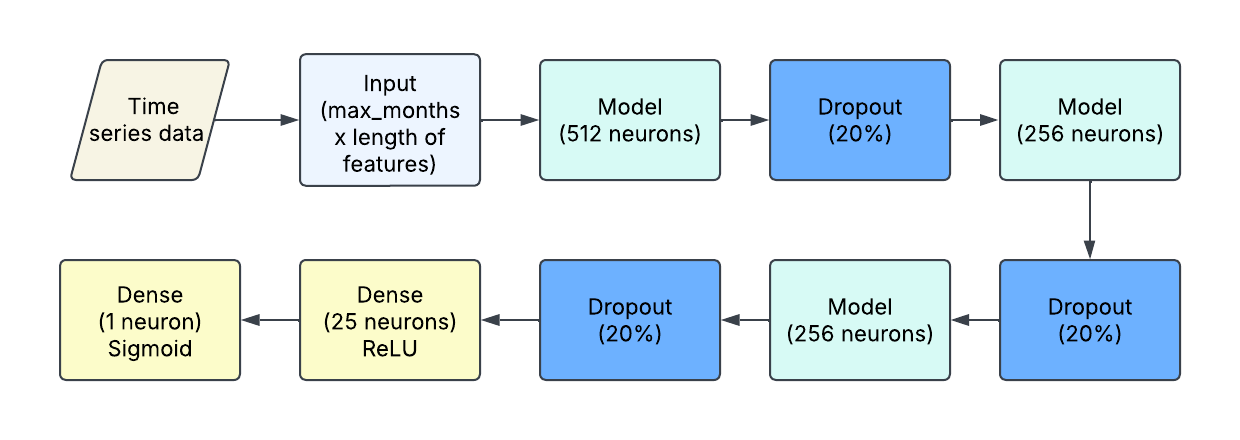 Time
series data
Input
(max_months
x length of
features)
Model
(512 neurons)
Dropout
(20%)
Model
(256 neurons)
Dropout
(20%)
Model
(256 neurons)
Dropout
(20%)
Dense
(25 neurons)
ReLU
Dense
(1 neuron)
Sigmoid